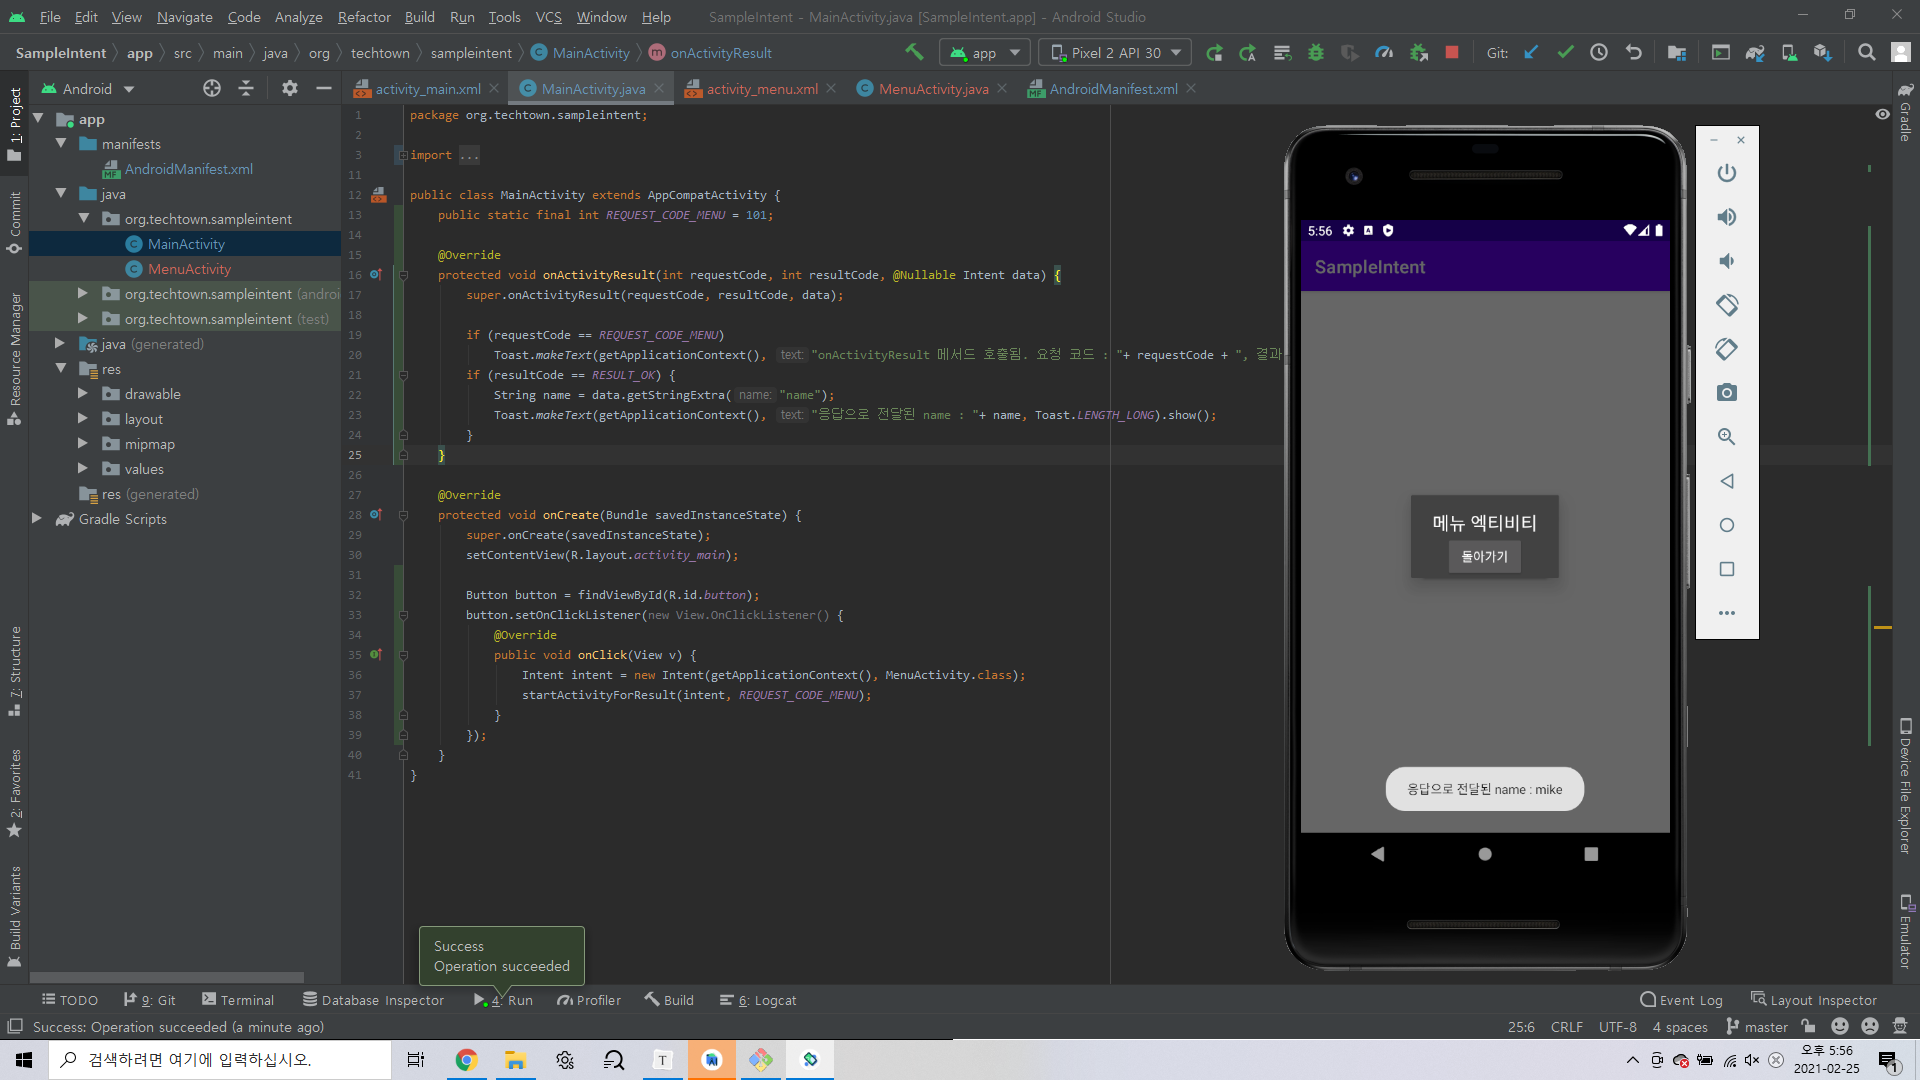 File Edit View Navigate Code Analyze Refactor Build Run Tools VCS Window Help SampleIntent - MainActivity.java [SampleIntent.app] - Android Studio
SampleIntent app src main java org techtown sampleintent MainActivity onActivityResult app Pixel 2 API 30 Git:
Android
activity_main.xml MainActivity.java activity_menu.xml MenuActivity.java AndroidManifest.xml
1: Project
Commit
Resource Manager
7: Structure
2: Favorites
Build Variants
app
manifests
AndroidManifest.xml
java
org.techtown.sampleintent
MainActivity
MenuActivity
org.techtown.sampleintent (androi
org.techtown.sampleintent (test)
java (generated)
res
drawable
layout
mipmap
values
res (generated)
Gradle Scripts
1 package org.techtown.sampleintent;
2
3 import ...
11
12 public class MainActivity extends AppCompatActivity {
13 public static final int REQUEST_CODE_MENU = 101;
14
15 @Override
16 protected void onActivityResult(int requestCode, int resultCode, @Nullable Intent data) {
17 super.onActivityResult(requestCode, resultCode, data);
18
19 if (requestCode == REQUEST_CODE_MENU)
20 Toast.makeText(getApplicationContext(), text: "onActivityResult 메서드 호출됨. 요청 코드 : "+ requestCode + ", 결과
21 if (resultCode == RESULT_OK) {
22 String name = data.getStringExtra( name: "name");
23 Toast.makeText(getApplicationContext(), text: "응답으로 전달된 name : "+ name, Toast.LENGTH_LONG).show();
24 }
25 }
26
27 @Override
28 protected void onCreate(Bundle savedInstanceState) {
29 super.onCreate(savedInstanceState);
30 setContentView(R.layout.activity_main);
31
32 Button button = findViewById(R.id.button);
33 button.setOnClickListener(new View.OnClickListener() {
34 @Override
35 public void onClick(View v) {
36 Intent intent = new Intent(getApplicationContext(), MenuActivity.class);
37 startActivityForResult(intent, REQUEST_CODE_MENU);
38 }
39 });
40 }
41 }
5:56
SampleIntent
메뉴 엑티비티
돌아가기
응답으로 전달된 name : mike
Gradle
Device File Explorer
Emulator
Success
Operation succeeded
TODO 9: Git Terminal Database Inspector 4: Run Profiler Build 6: Logcat Event Log Layout Inspector
Success: Operation succeeded (a minute ago) 25:6 CRLF UTF-8 4 spaces master
검색하려면 여기에 입력하십시오.
오후 5:56
2021-02-25
1